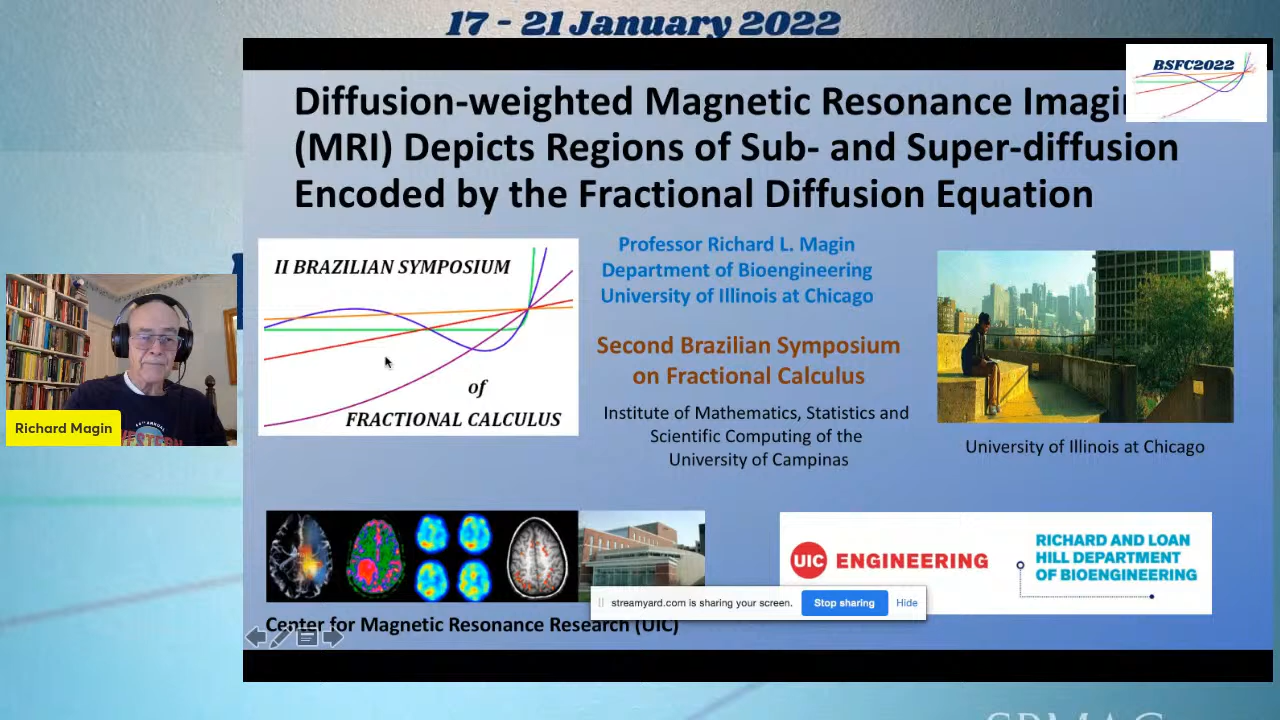 17 - 21 January 2022
BSFC2022
Diffusion-weighted Magnetic Resonance
(MRI) Depicts Regions of Sub- and Super-diffusion
Encoded by the Fractional Diffusion Equation
II BRAZILIAN SYMPOSIUM
of
FRACTIONAL CALCULUS
Professor Richard L. Magin
Department of Bioengineering
University of Illinois at Chicago
Second Brazilian Symposium
on Fractional Calculus
Institute of Mathematics, Statistics and
Scientific Computing of the
University of Campinas
University of Illinois at Chicago
Richard Magin
UIC ENGINEERING
RICHARD AND LOAN
HILL DEPARTMENT
OF BIOENGINEERING
streamyard.com is sharing your screen. Stop sharing Hide
Center for Magnetic Resonance Research (UIC)